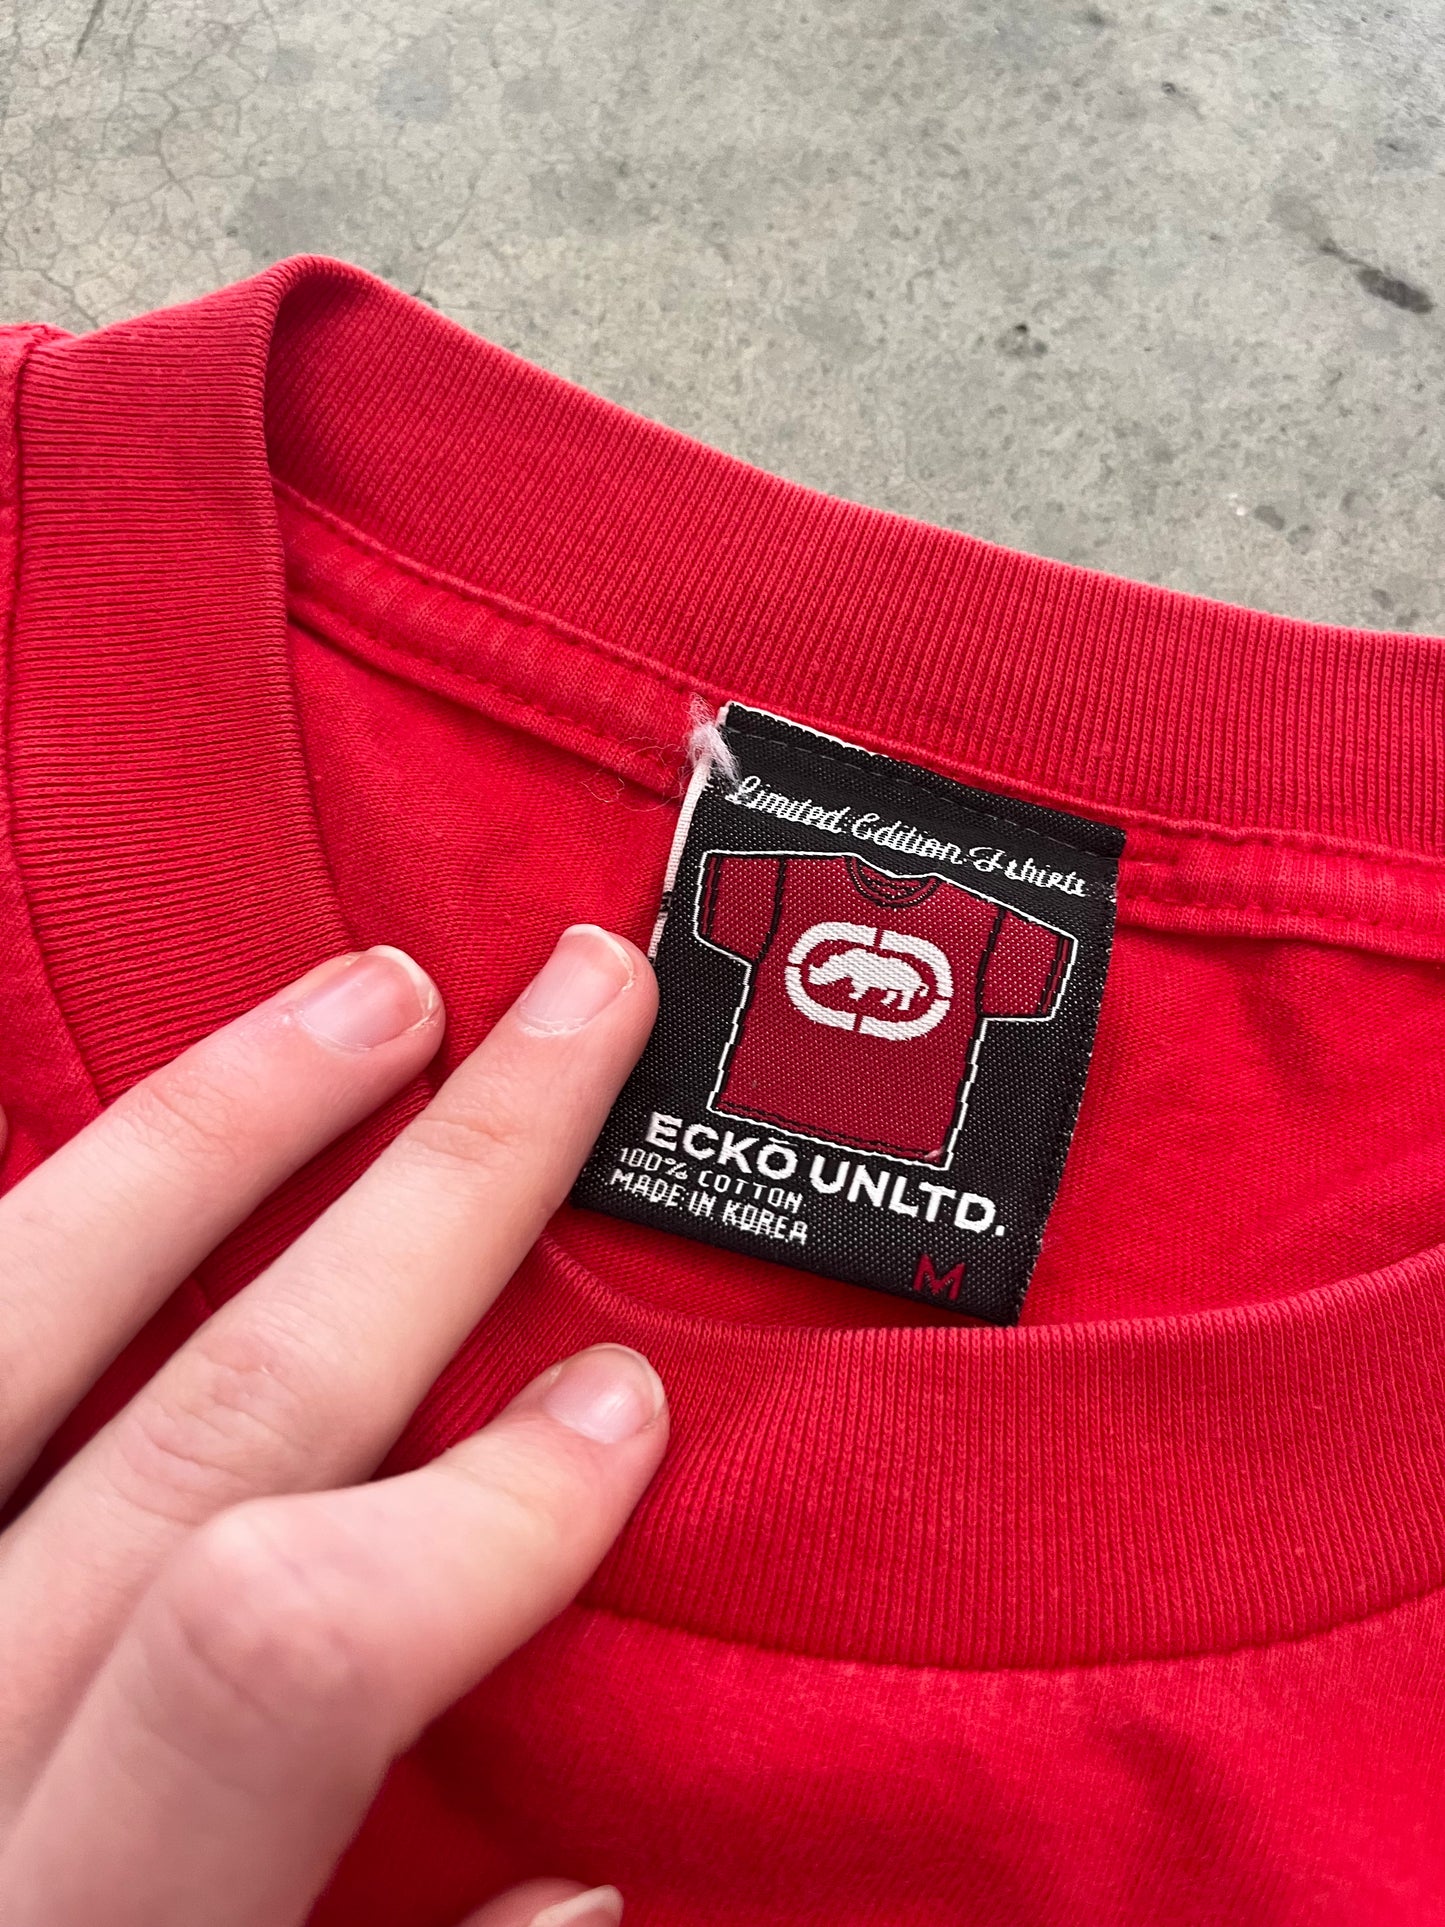 Limited Edition T-shirts
ECKŌ UNLTD.
100% COTTON
MADE IN KOREA
M